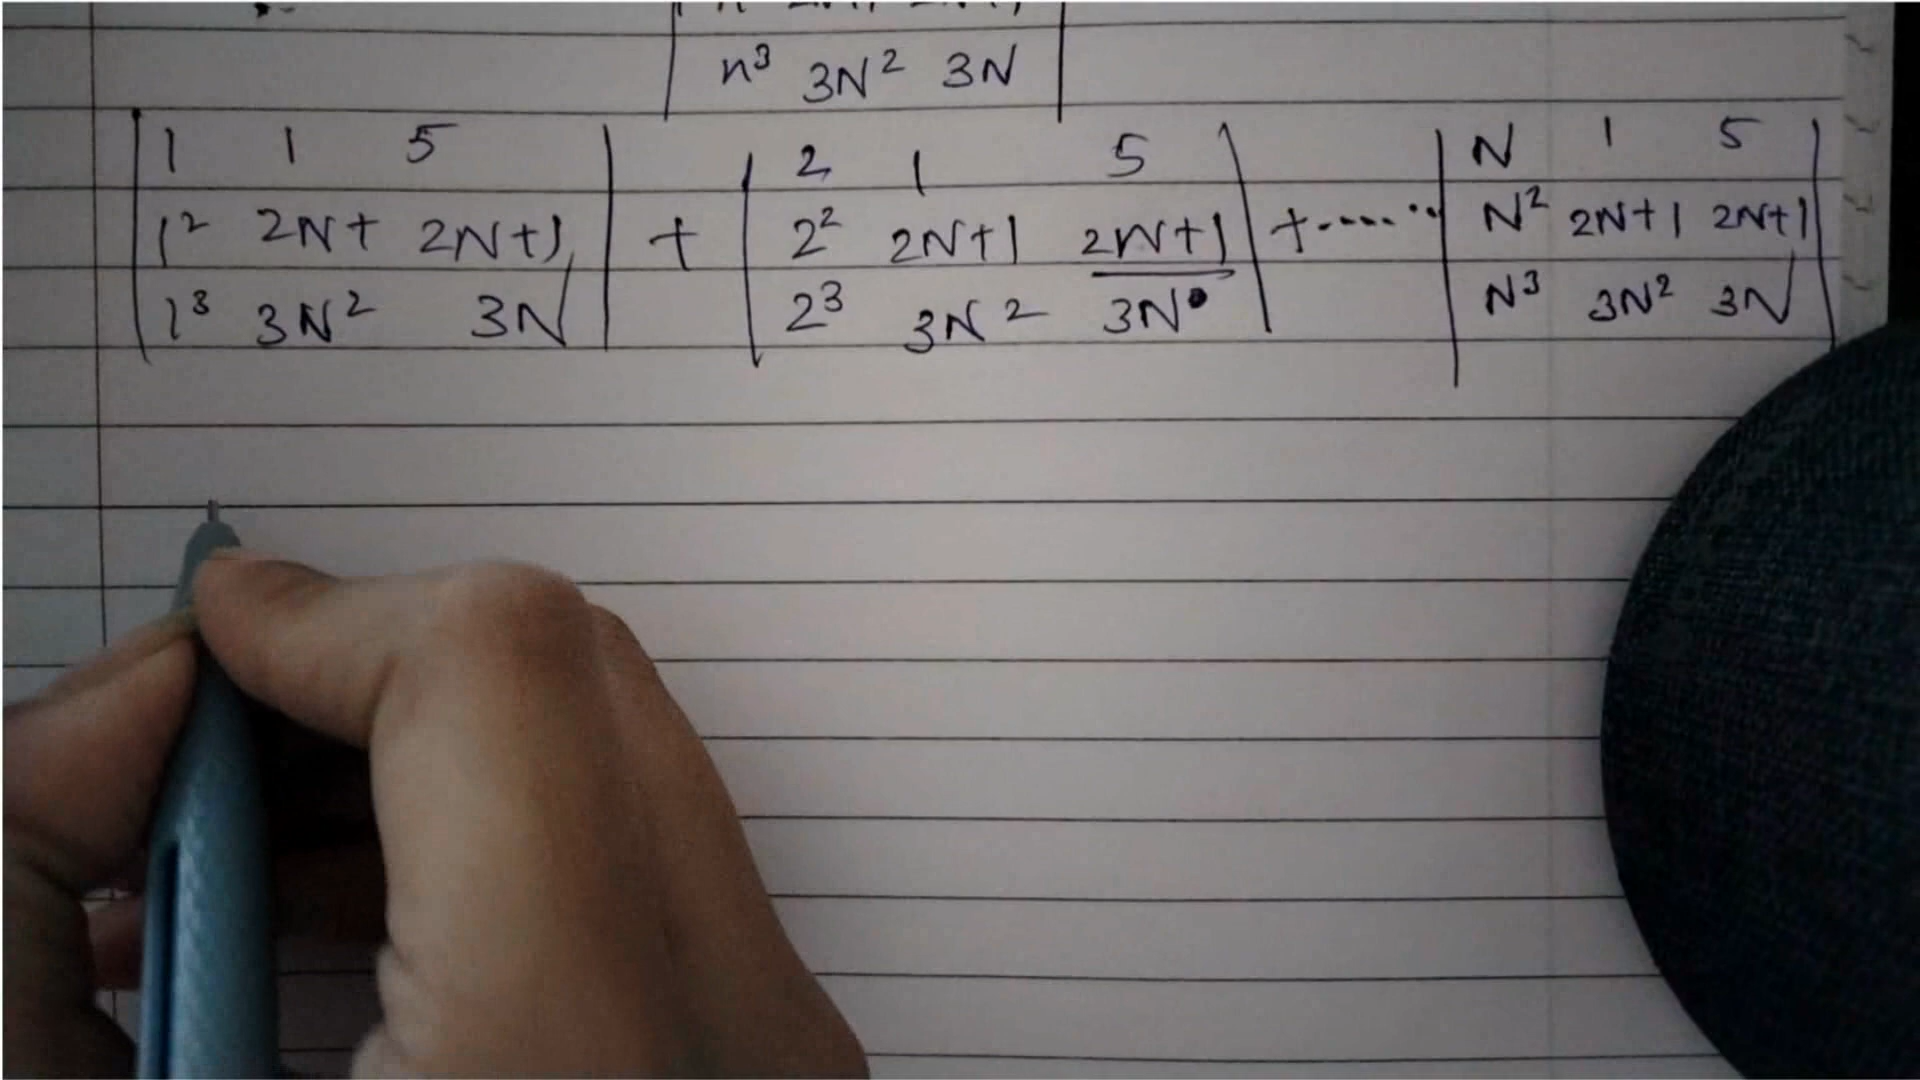 n³ 3N² 3N
| 1 1 5 | | 2 1 5 | | N 1 5 |
| 1² 2N+ 2N+1 | + | 2² 2N+1 2N+1 | +...... | N² 2N+1 2N+1 |
| 1³ 3N² 3N | | 2³ 3N² 3N | | N³ 3N² 3N |